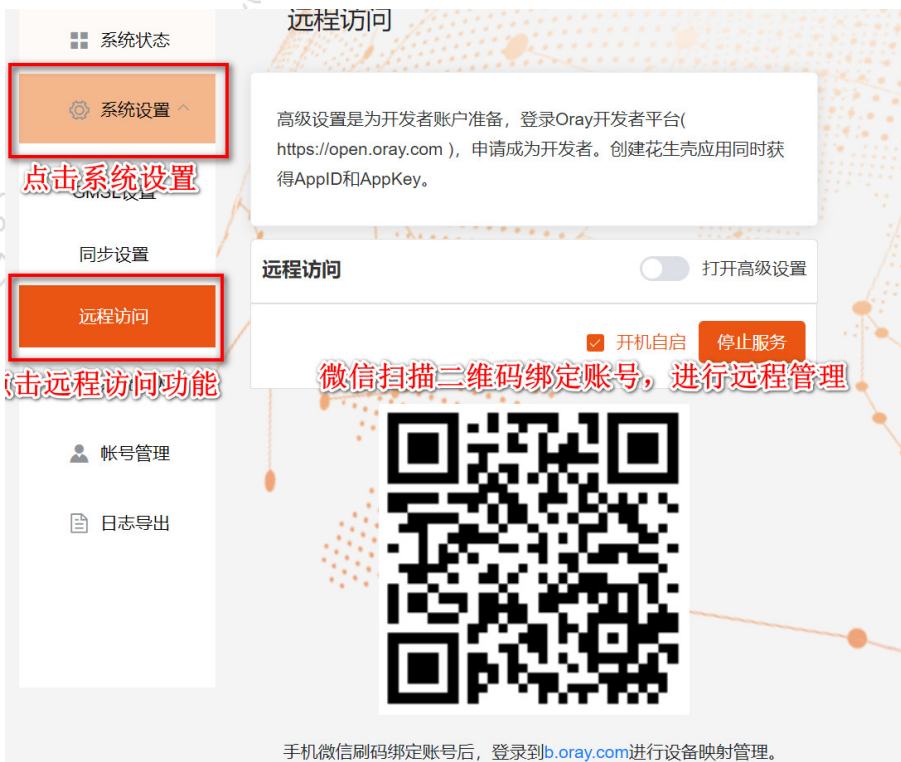 远程访问
系统状态
系统设置
点击系统设置
同步设置
远程访问
点击远程访问功能
帐号管理
日志导出
高级设置是为开发者账户准备，登录Oray开发者平台(
https://open.oray.com )，申请成为开发者。创建花生壳应用同时获
得AppID和AppKey。
远程访问
打开高级设置
开机自启
停止服务
微信扫描二维码绑定账号，进行远程管理
手机微信刷码绑定账号后，登录到b.oray.com进行设备映射管理。